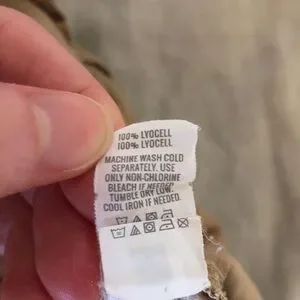 100% LYOCELL
100% LYOCELL
MACHINE WASH COLD
SEPARATELY. USE
ONLY NON-CHLORINE
BLEACH IF NEEDED
TUMBLE DRY LOW.
COOL IRON IF NEEDED.